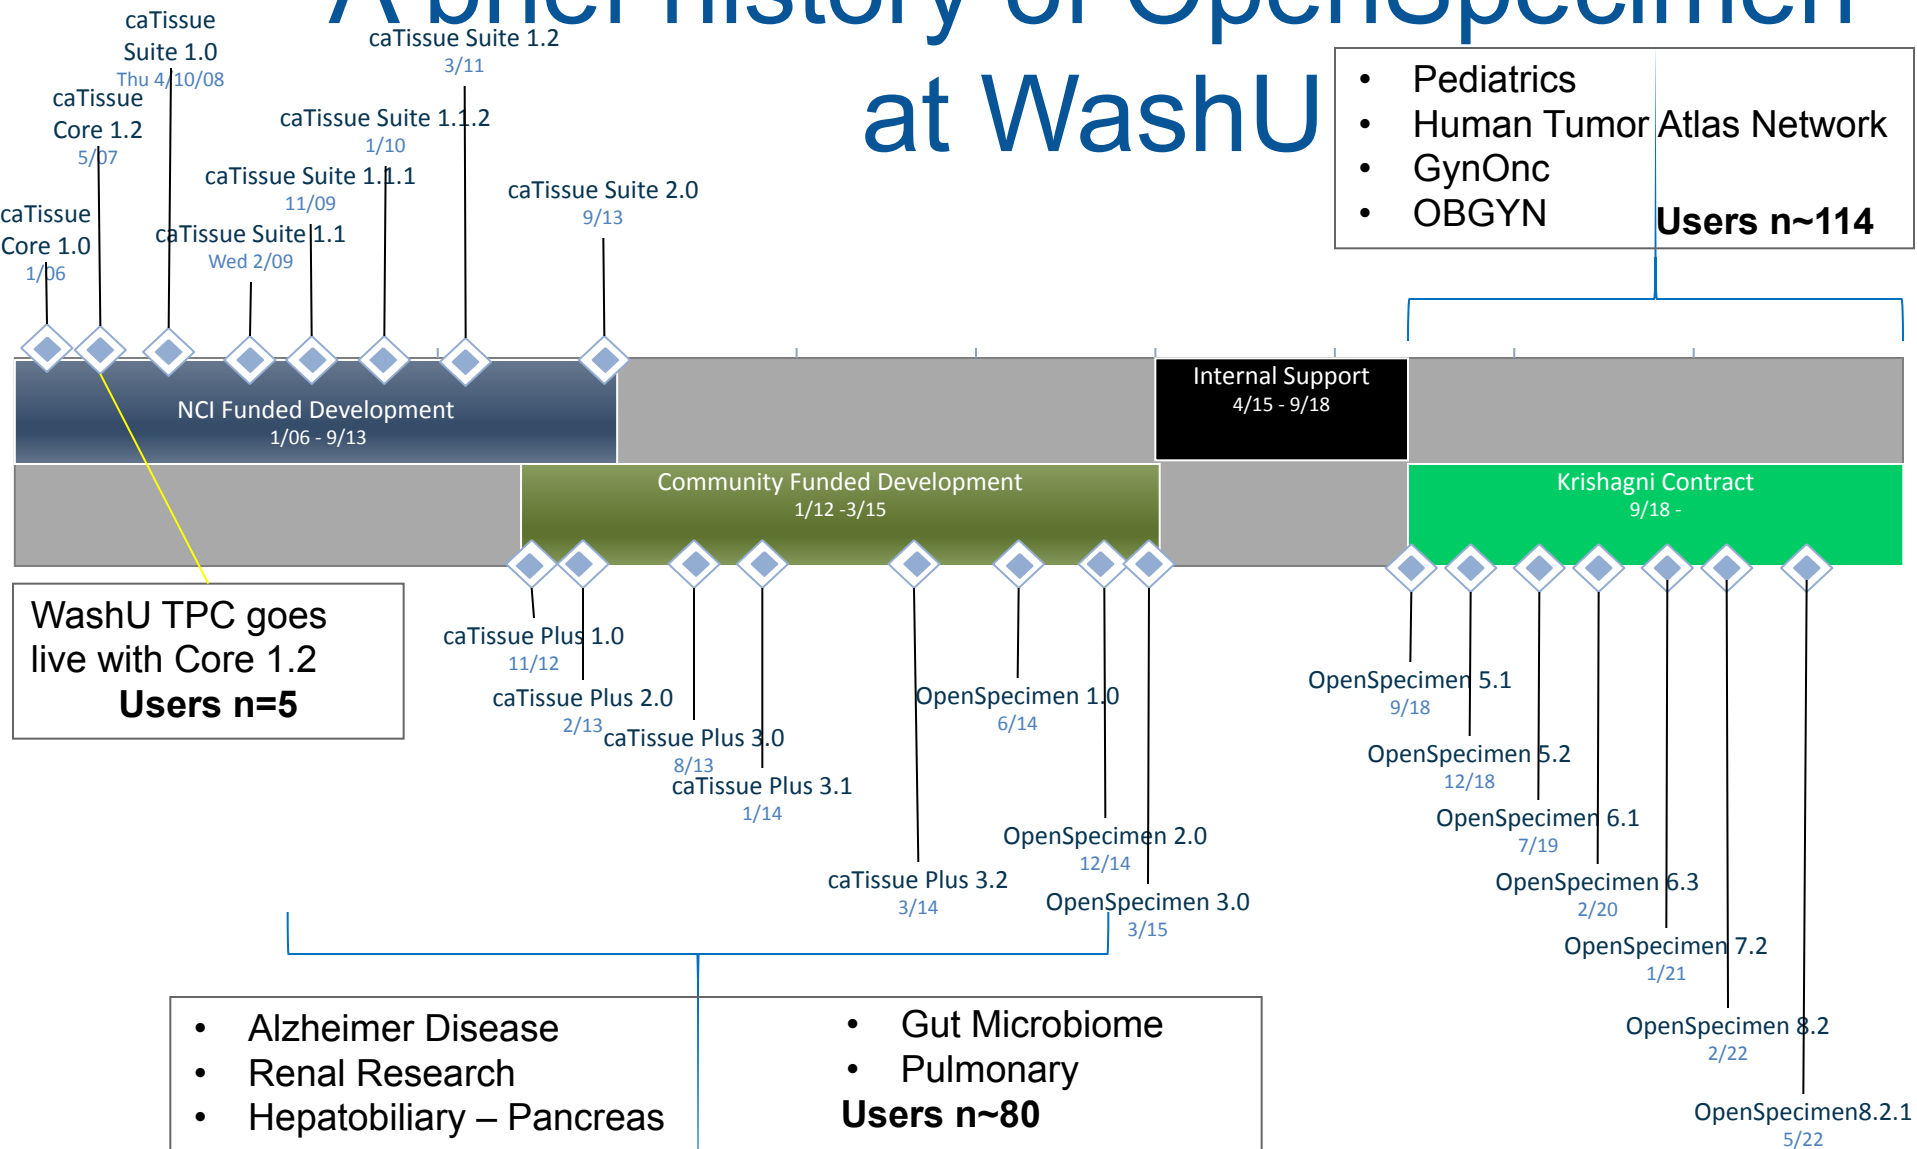 A brief history of OpenSpecimen
at WashU
caTissue
Suite 1.0
Thu 4/10/08
caTissue Suite 1.2
3/11
caTissue
Core 1.2
5/07
caTissue Suite 1.1.2
1/10
caTissue Suite 1.1.1
11/09
caTissue Suite 2.0
9/13
caTissue
Core 1.0
1/06
caTissue Suite 1.1
Wed 2/09
• Pediatrics
• Human Tumor Atlas Network
• GynOnc
• OBGYN
Users n~114
NCI Funded Development
1/06 - 9/13
Internal Support
4/15 - 9/18
Community Funded Development
1/12 -3/15
Krishagni Contract
9/18 -
WashU TPC goes
live with Core 1.2
Users n=5
caTissue Plus 1.0
11/12
caTissue Plus 2.0
2/13
caTissue Plus 3.0
8/13
caTissue Plus 3.1
1/14
caTissue Plus 3.2
3/14
OpenSpecimen 1.0
6/14
OpenSpecimen 2.0
12/14
OpenSpecimen 3.0
3/15
OpenSpecimen 5.1
9/18
OpenSpecimen 5.2
12/18
OpenSpecimen 6.1
7/19
OpenSpecimen 6.3
2/20
OpenSpecimen 7.2
1/21
OpenSpecimen 8.2
2/22
OpenSpecimen8.2.1
5/22
• Alzheimer Disease
• Renal Research
• Hepatobiliary – Pancreas
• Gut Microbiome
• Pulmonary
Users n~80